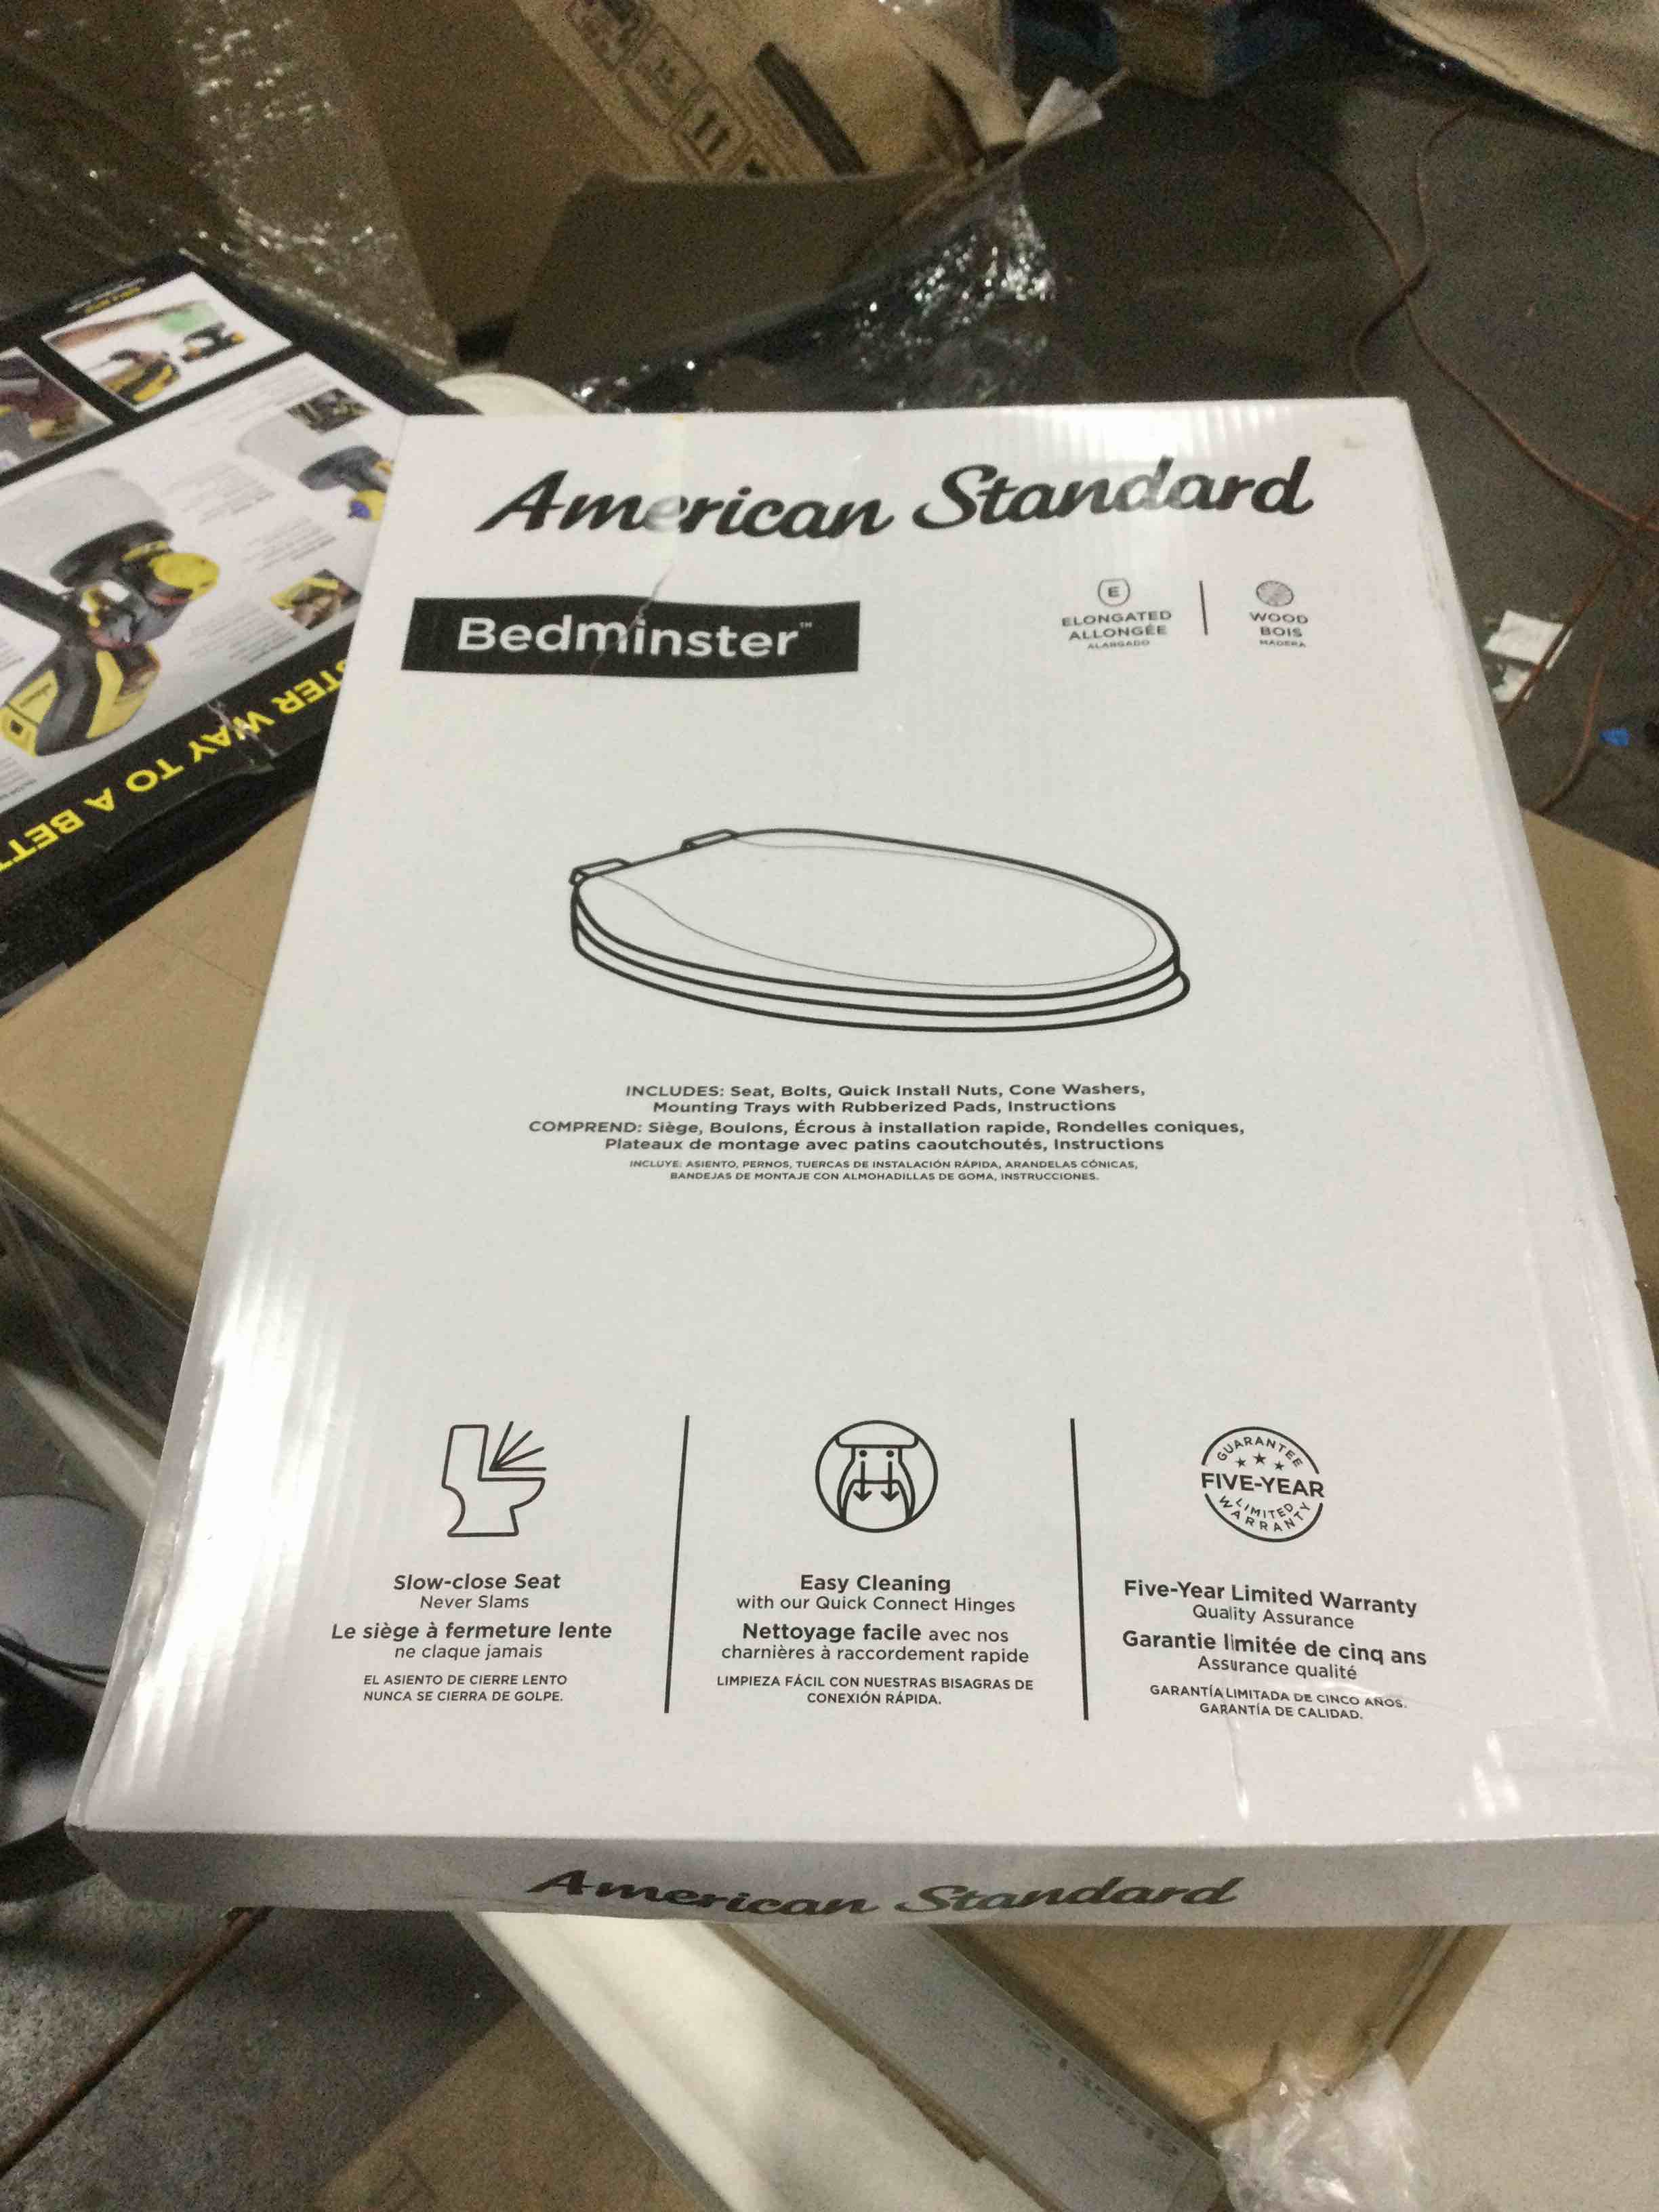 American Standard
Bedminster™
E
ELONGATED
ALLONGÉE
ALARGADO
WOOD
BOIS
MADERA
INCLUDES: Seat, Bolts, Quick Install Nuts, Cone Washers,
Mounting Trays with Rubberized Pads, Instructions
COMPREND: Siège, Boulons, Écrous à installation rapide, Rondelles coniques,
Plateaux de montage avec patins caoutchoutés, Instructions
INCLUYE: ASIENTO, PERNOS, TUERCAS DE INSTALACIÓN RÁPIDA, ARANDELAS CÓNICAS,
BANDEJAS DE MONTAJE CON ALMOHADILLAS DE GOMA, INSTRUCCIONES.
Slow-close Seat
Never Slams
Le siège à fermeture lente
ne claque jamais
EL ASIENTO DE CIERRE LENTO
NUNCA SE CIERRA DE GOLPE.
Easy Cleaning
with our Quick Connect Hinges
Nettoyage facile avec nos
charnières à raccordement rapide
LIMPIEZA FÁCIL CON NUESTRAS BISAGRAS DE
CONEXIÓN RÁPIDA.
GUARANTEE
FIVE-YEAR
LIMITED
WARRANTY
Five-Year Limited Warranty
Quality Assurance
Garantie limitée de cinq ans
Assurance qualité
GARANTÍA LIMITADA DE CINCO AÑOS.
GARANTÍA DE CALIDAD.
American Standard
WAY TO A